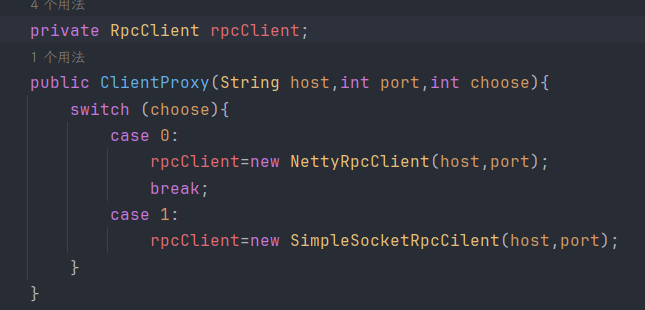 4 个用法
private RpcClient rpcClient;
1 个用法
public ClientProxy(String host,int port,int choose){
    switch (choose){
        case 0:
            rpcClient=new NettyRpcClient(host,port);
            break;
        case 1:
            rpcClient=new SimpleSocketRpcCilent(host,port);
    }
}